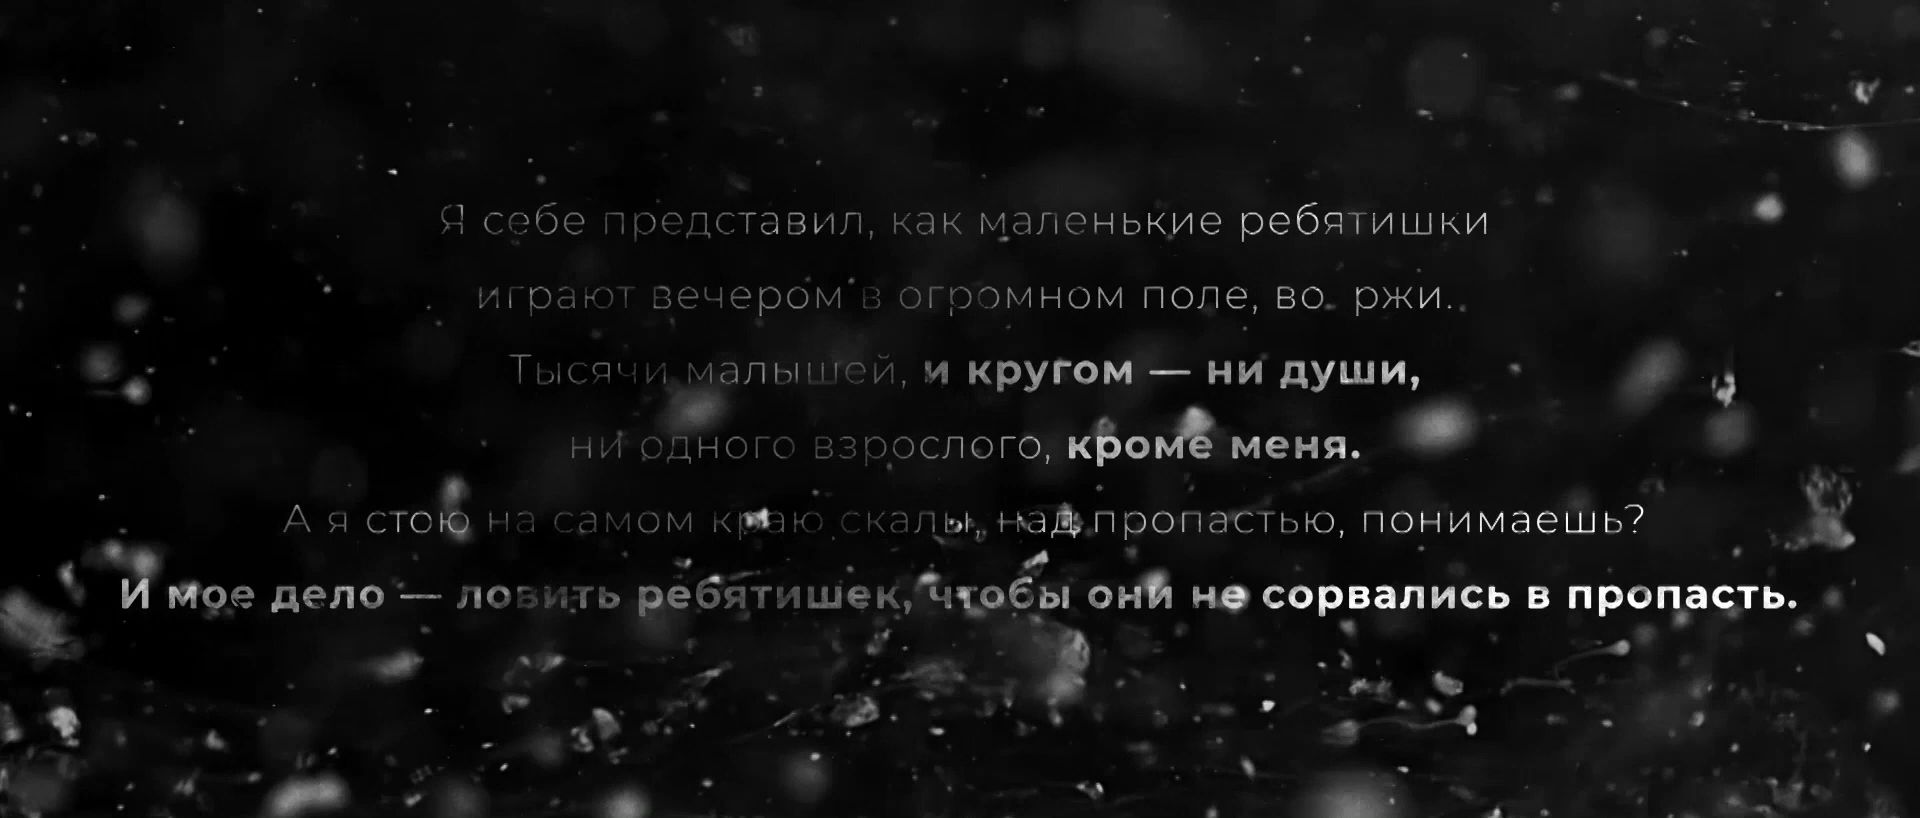 Я себе представил, как маленькие ребятишки
играют вечером в огромном поле, во ржи.
Тысячи малышей, и кругом — ни души,
ни одного взрослого, кроме меня.
А я стою на самом краю скалы, над пропастью, понимаешь?
И мое дело — ловить ребятишек, чтобы они не сорвались в пропасть.